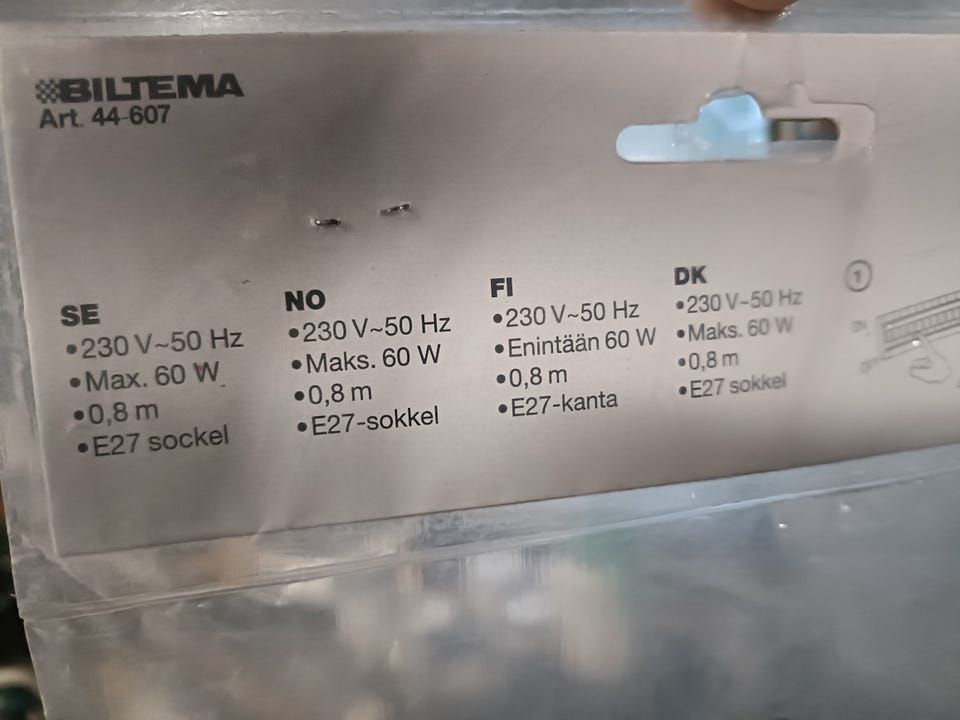 BILTEMA
Art. 44-607
SE
•230 V~50 Hz
•Max. 60 W
•0,8 m
•E27 sockel
NO
•230 V~50 Hz
•Maks. 60 W
•0,8 m
•E27-sokkel
FI
•230 V~50 Hz
•Enintään 60 W
•0,8 m
•E27-kanta
DK
•230 V~50 Hz
•Maks. 60 W
•0,8 m
•E27 sokkel
1